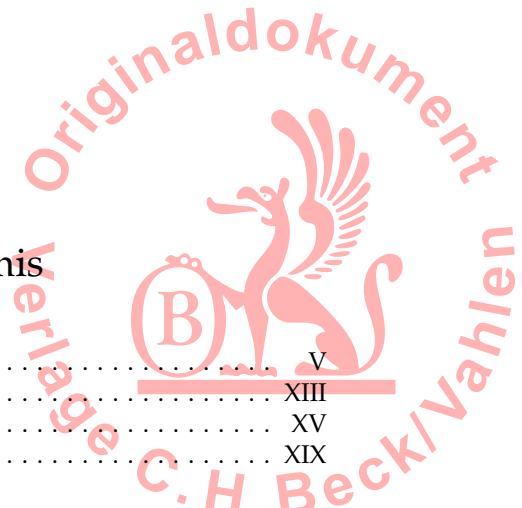 Originaldokument
nis
B
. . . . . . . . . . . . . . . . . . V
. . . . . . . . . . . . . . . . . . XIII
. . . . . . . . . . . . . . . . . . XV
. . . . . . . . . . . . . . . . . . XIX
Verlage C.H Beck/Vahlen